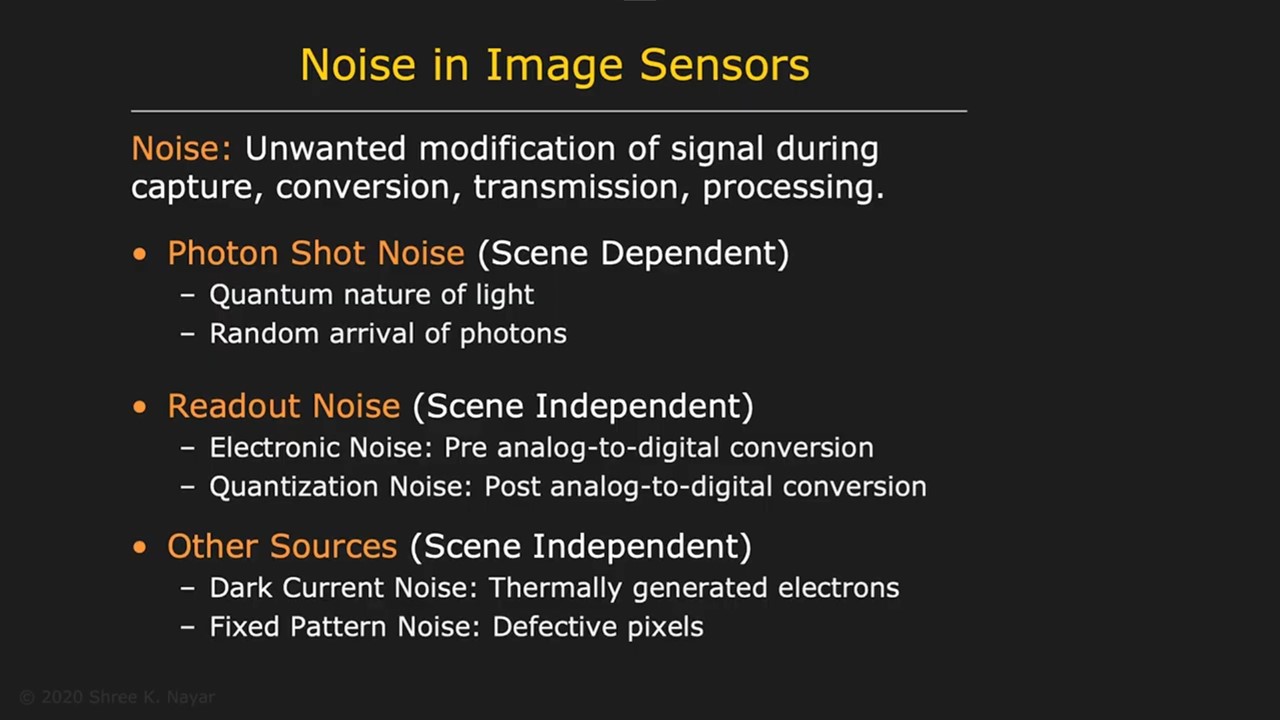 Noise in Image Sensors
Noise: Unwanted modification of signal during
capture, conversion, transmission, processing.
• Photon Shot Noise (Scene Dependent)
– Quantum nature of light
– Random arrival of photons
• Readout Noise (Scene Independent)
– Electronic Noise: Pre analog-to-digital conversion
– Quantization Noise: Post analog-to-digital conversion
• Other Sources (Scene Independent)
– Dark Current Noise: Thermally generated electrons
– Fixed Pattern Noise: Defective pixels
© 2020 Shree K. Nayar